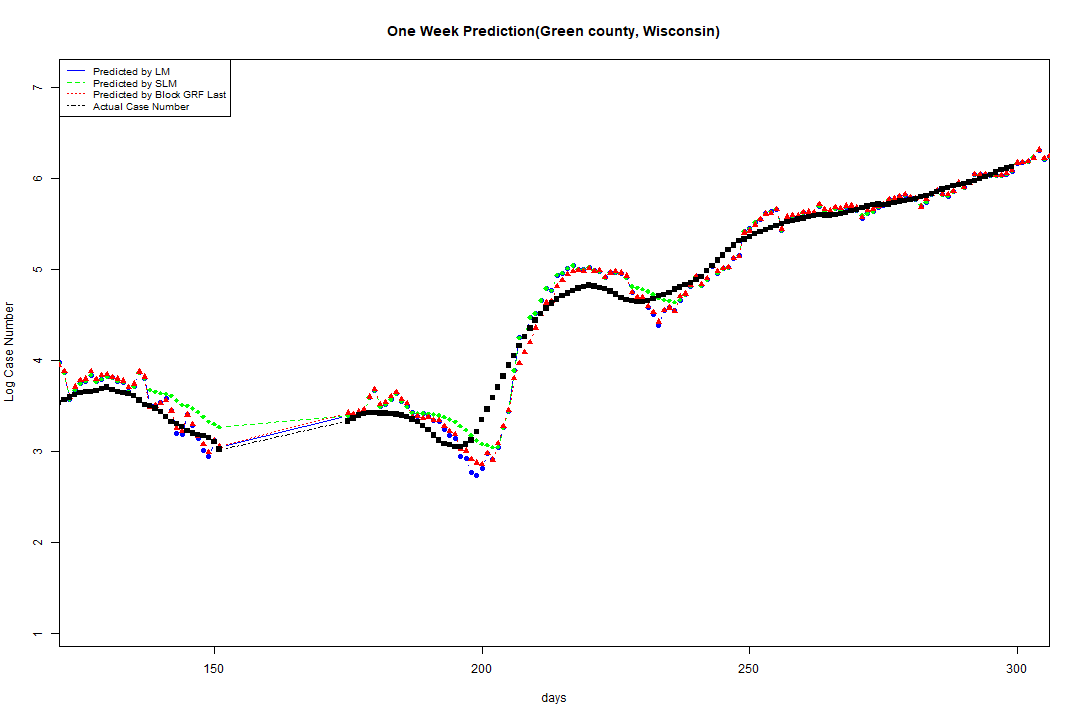 One Week Prediction(Green county, Wisconsin)
Predicted by LM
Predicted by SLM
Predicted by Block GRF Last
Actual Case Number
7
6
5
4
3
2
1
Log Case Number
150 200 250 300
days